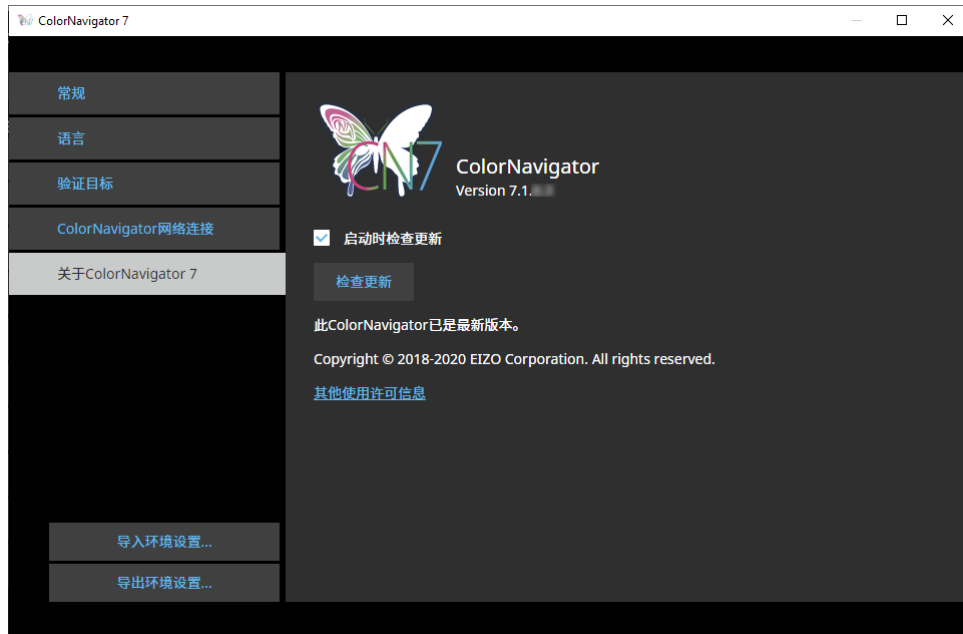 ColorNavigator 7
常规
语言
验证目标
ColorNavigator网络连接
关于ColorNavigator 7
导入环境设置...
导出环境设置...
CN7
ColorNavigator
Version 7.1.
启动时检查更新
检查更新
此ColorNavigator已是最新版本。
Copyright © 2018-2020 EIZO Corporation. All rights reserved.
其他使用许可信息